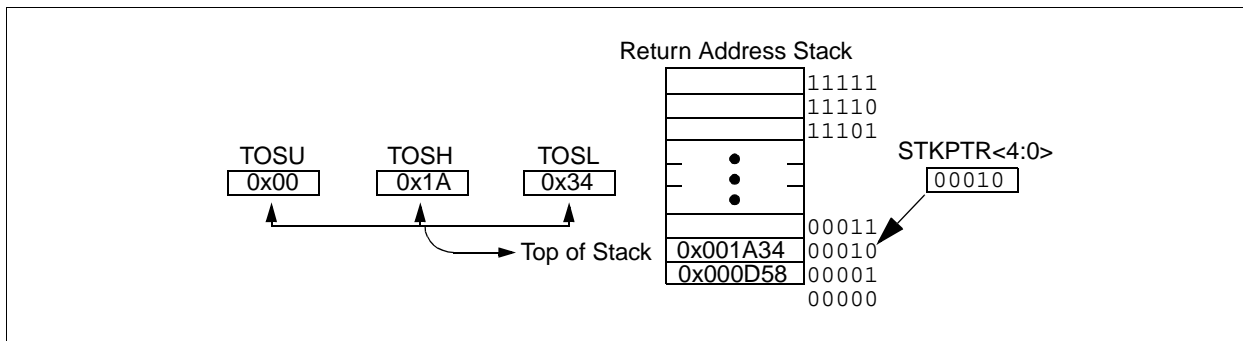 Return Address Stack
11111
11110
11101
TOSU TOSH TOSL STKPTR<4:0>
0x00 0x1A 0x34 00010
00011
Top of Stack 0x001A34 00010
0x000D58 00001
00000